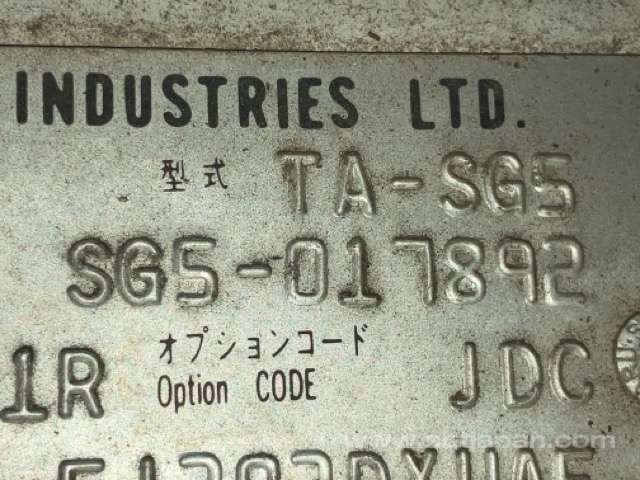 INDUSTRIES LTD.
型式 TA-SG5
SG5-017892
オプションコード
1R Option CODE JDC